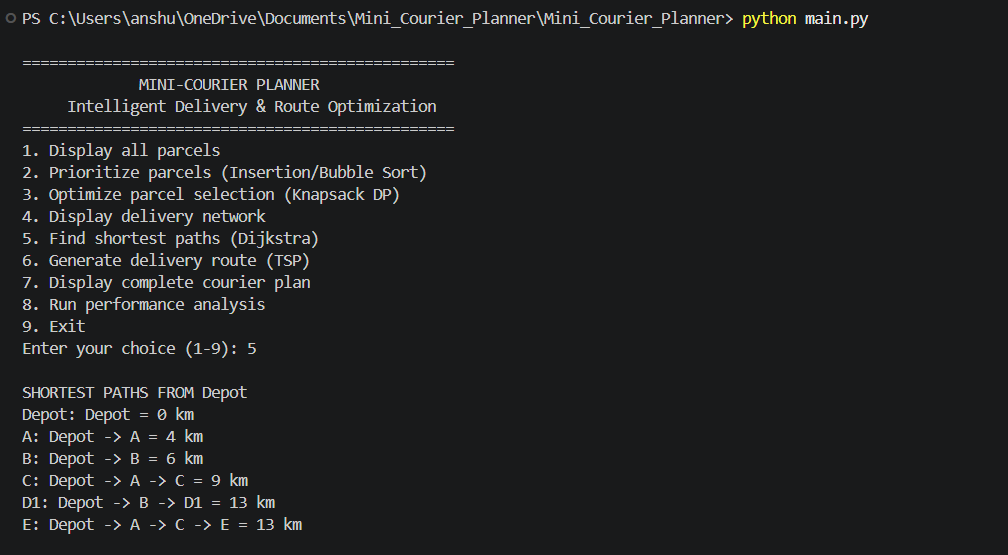 PS C:\Users\anshu\OneDrive\Documents\Mini_Courier_Planner\Mini_Courier_Planner> python main.py
================================================
MINI-COURIER PLANNER
Intelligent Delivery & Route Optimization
================================================
1. Display all parcels
2. Prioritize parcels (Insertion/Bubble Sort)
3. Optimize parcel selection (Knapsack DP)
4. Display delivery network
5. Find shortest paths (Dijkstra)
6. Generate delivery route (TSP)
7. Display complete courier plan
8. Run performance analysis
9. Exit
Enter your choice (1-9): 5
SHORTEST PATHS FROM Depot
Depot: Depot = 0 km
A: Depot -> A = 4 km
B: Depot -> B = 6 km
C: Depot -> A -> C = 9 km
D1: Depot -> B -> D1 = 13 km
E: Depot -> A -> C -> E = 13 km